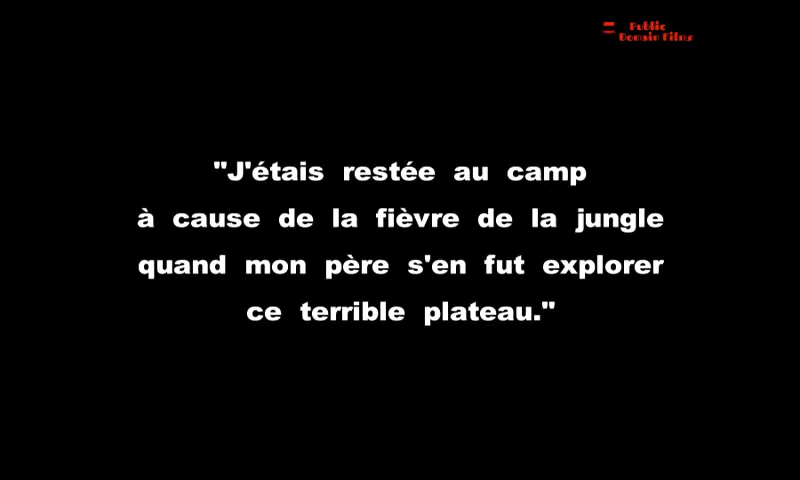 Public
Domain Films
"J'étais restée au camp
à cause de la fièvre de la jungle
quand mon père s'en fut explorer
ce terrible plateau."